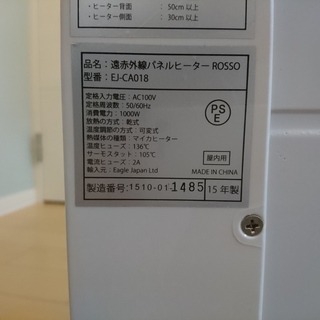 ・ヒーター背面 : 50cm 以上
・ヒーター側面 : 30cm 以上
品名：遠赤外線パネルヒーター ROSSO
型番：EJ-CA018
定格入力電圧：AC100V
定格周波数：50/60Hz
消費電力：1000W
放熱の方式：乾式
温度調節の方式：可変式
熱媒体の種類：マイカヒーター
温度ヒューズ：136℃
サーモスタット：105℃
電流ヒューズ：2A
輸入元：Eagle Japan Ltd
PS
E
屋内用
MADE IN CHINA
製造番号：1510-01-1485 15年製